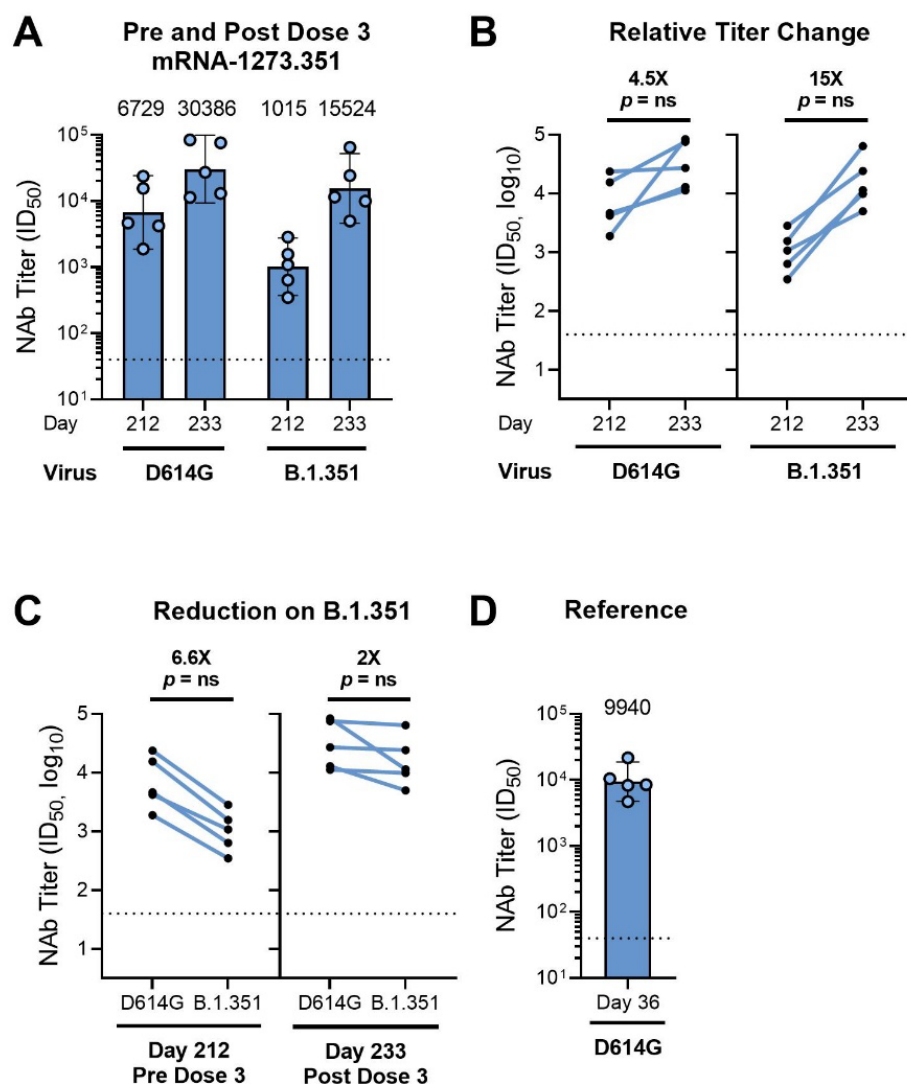 A
Pre and Post Dose 3
mRNA-1273.351
6729 30386 1015 15524
NAb Titer (ID50)
10^5
10^4
10^3
10^2
10^1
Day 212 233 212 233
Virus D614G B.1.351
B
Relative Titer Change
4.5X 15X
p = ns p = ns
NAb Titer (ID50, log10)
5
4
3
2
1
Day 212 233 212 233
Virus D614G B.1.351
C
Reduction on B.1.351
6.6X 2X
p = ns p = ns
NAb Titer (ID50, log10)
5
4
3
2
1
D614G B.1.351 D614G B.1.351
Day 212 Day 233
Pre Dose 3 Post Dose 3
D
Reference
9940
NAb Titer (ID50)
10^5
10^4
10^3
10^2
10^1
Day 36
D614G